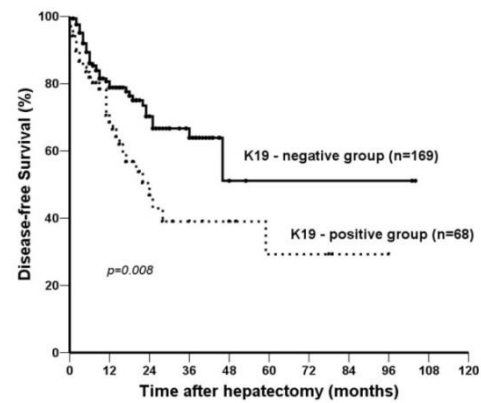 100
80
60
40
20
0
Disease-free Survival (%)
K19 - negative group (n=169)
K19 - positive group (n=68)
p=0.008
0 12 24 36 48 60 72 84 96 108 120
Time after hepatectomy (months)